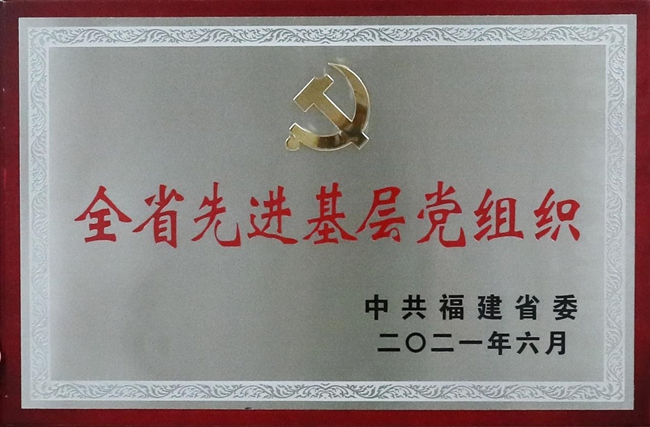 全省先进基层党组织
中共福建省委
二〇二一年六月